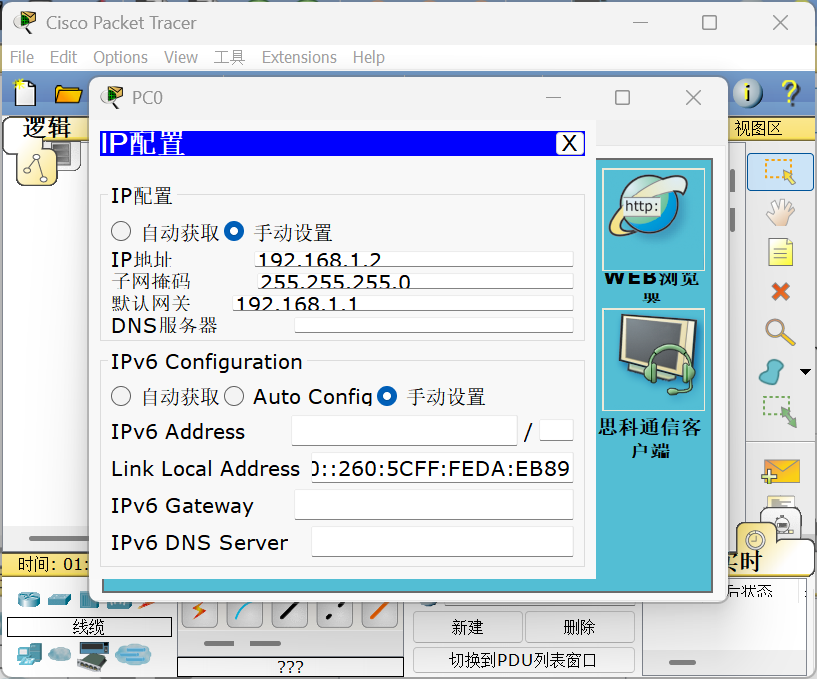 Cisco Packet Tracer
File Edit Options View 工具 Extensions Help
PC0
逻辑
视图区
IP配置 X
IP配置
自动获取 手动设置
IP地址 192.168.1.2
子网掩码 255.255.255.0
默认网关 192.168.1.1
DNS服务器
IPv6 Configuration
自动获取 Auto Config 手动设置
IPv6 Address /
Link Local Address ::260:5CFF:FEDA:EB89
IPv6 Gateway
IPv6 DNS Server
http:
WEB浏览器
思科通信客
户端
时间: 01:
实时
后状态
线缆
新建 删除
切换到PDU列表窗口
???